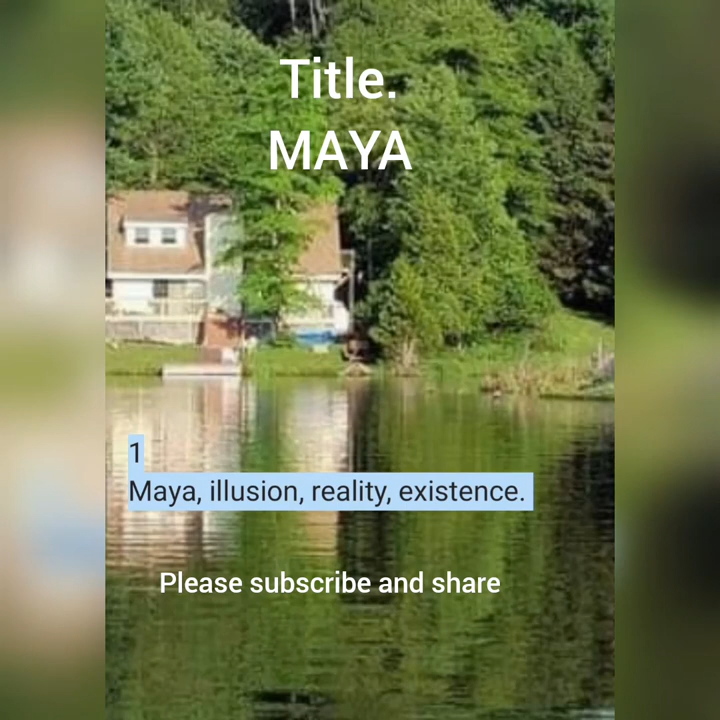 Title.
MAYA
1
Maya, illusion, reality, existence.
Please subscribe and share